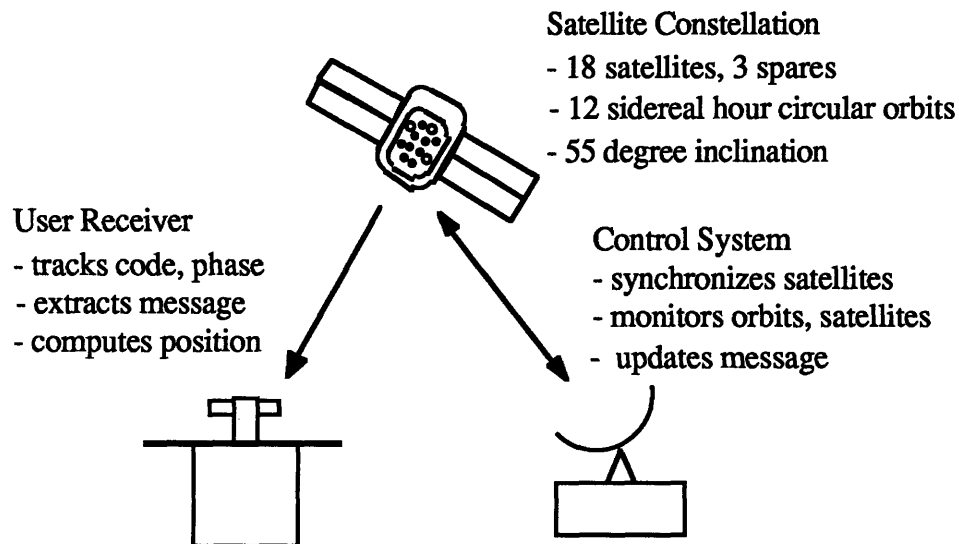 Satellite Constellation
- 18 satellites, 3 spares
- 12 sidereal hour circular orbits
- 55 degree inclination
User Receiver
- tracks code, phase
- extracts message
- computes position
Control System
- synchronizes satellites
- monitors orbits, satellites
- updates message